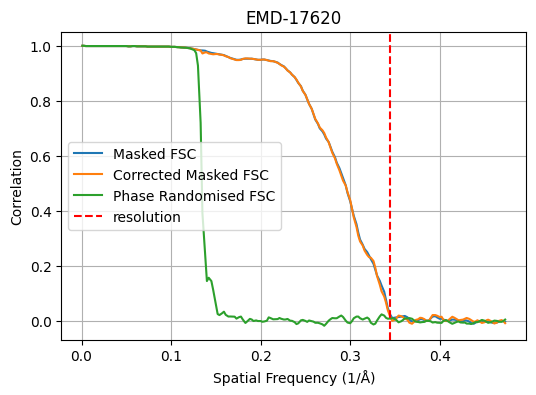 EMD-17620
1.0
0.8
0.6
0.4
0.2
0.0
Correlation
Masked FSC
Corrected Masked FSC
Phase Randomised FSC
resolution
0.0 0.1 0.2 0.3 0.4
Spatial Frequency (1/Å)